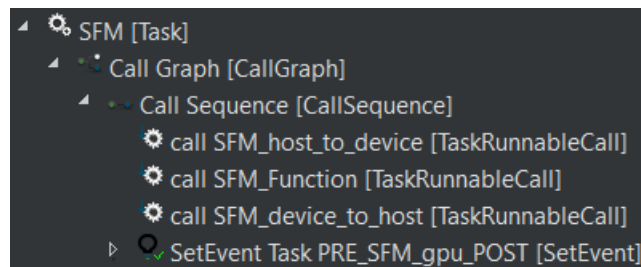 SFM [Task]
Call Graph [CallGraph]
Call Sequence [CallSequence]
call SFM_host_to_device [TaskRunnableCall]
call SFM_Function [TaskRunnableCall]
call SFM_device_to_host [TaskRunnableCall]
SetEvent Task PRE_SFM_gpu_POST [SetEvent]